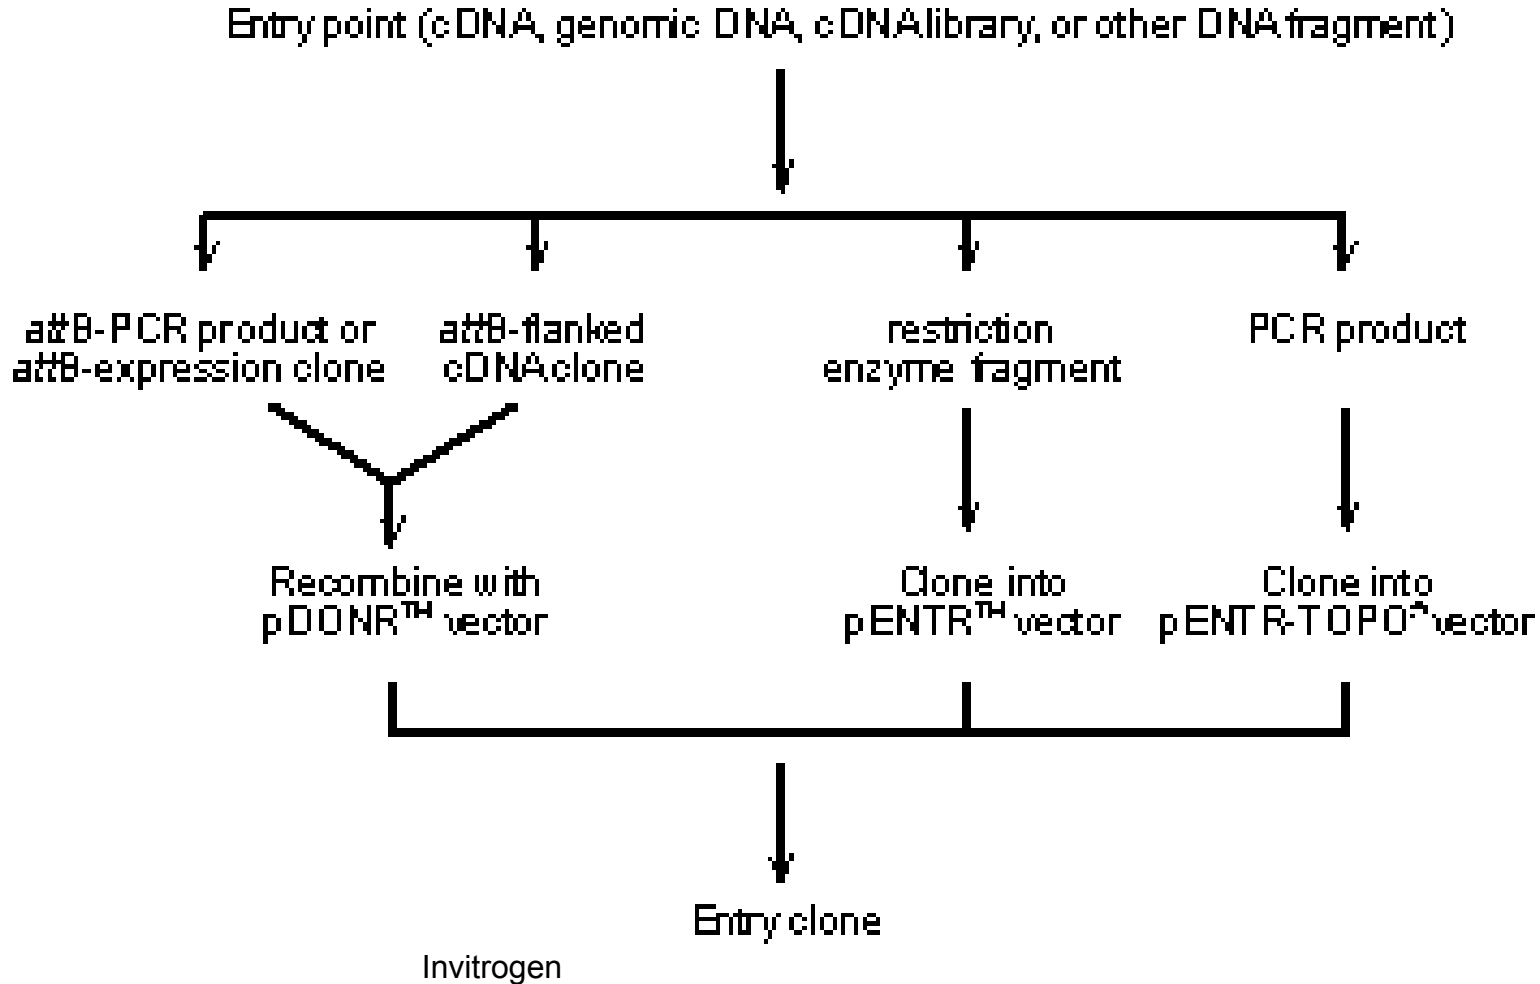 Entry point (cDNA, genomic DNA, cDNA library, or other DNA fragment)
attB-PCR product or
attB-expression clone
attB-flanked
cDNA clone
restriction
enzyme fragment
PCR product
Recombine with
pDONR™ vector
Clone into
pENTR™ vector
Clone into
pENTR-TOPO® vector
Entry clone
Invitrogen